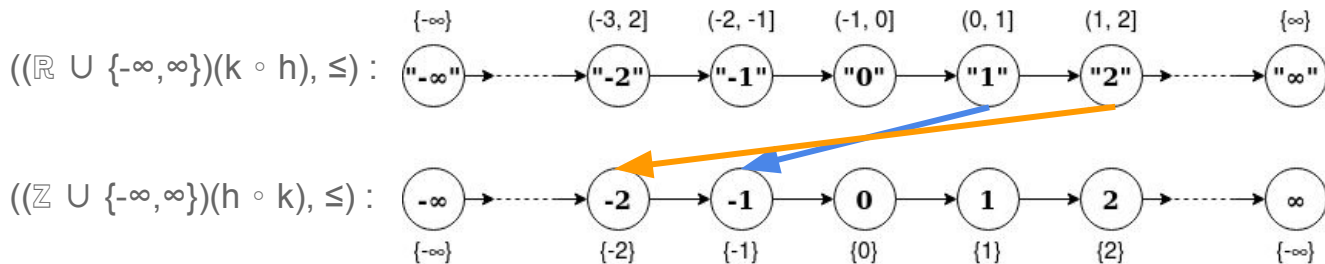 {-∞} (-3, 2] (-2, -1] (-1, 0] (0, 1] (1, 2] {∞}
((ℝ ∪ {-∞,∞})(k ∘ h), ≤) : "-∞" "-2" "-1" "0" "1" "2" "∞"
((ℤ ∪ {-∞,∞})(h ∘ k), ≤) : -∞ -2 -1 0 1 2 ∞
{-∞} {-2} {-1} {0} {1} {2} {-∞}